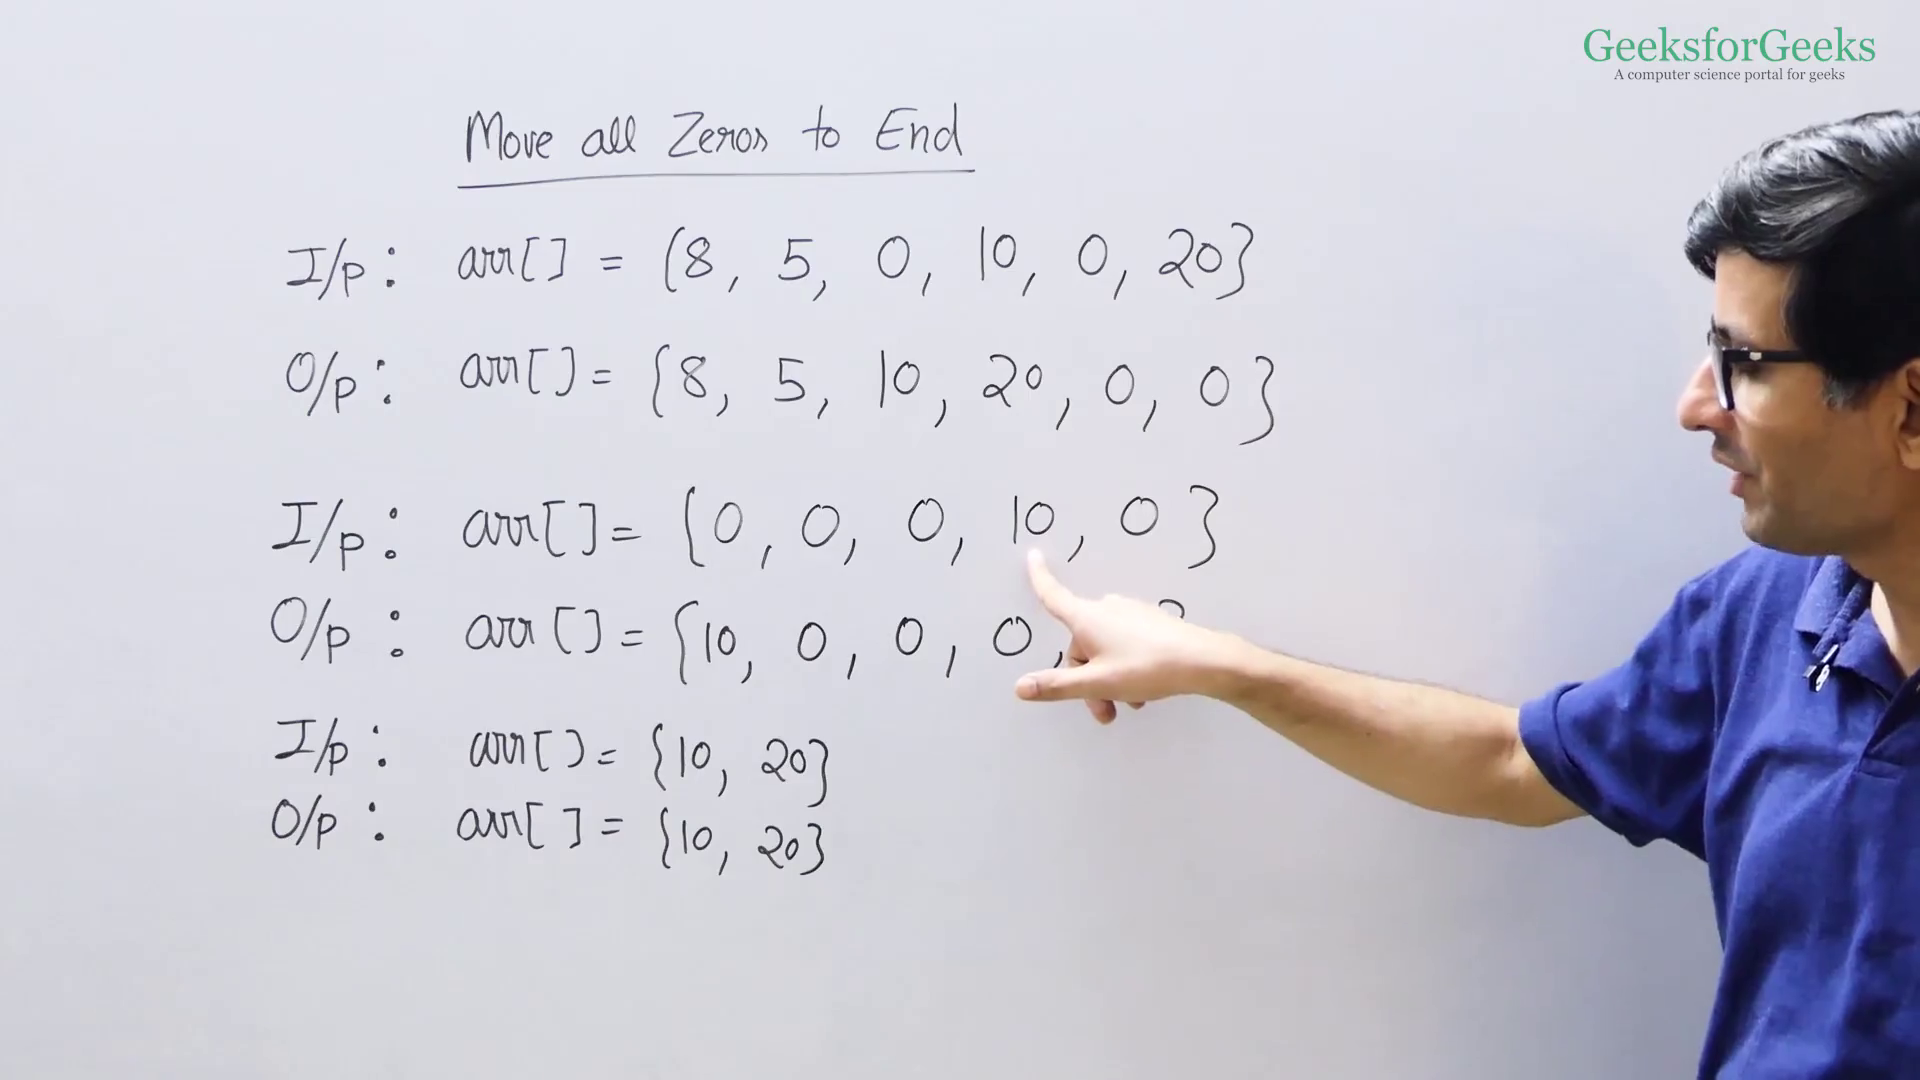 GeeksforGeeks
A computer science portal for geeks
Move all Zeros to End
I/p : arr[] = (8, 5, 0, 10, 0, 20}
O/p : arr[] = {8, 5, 10, 20, 0, 0}
I/p : arr[] = {0, 0, 0, 10, 0}
O/p : arr[] = {10, 0, 0, 0,
I/p : arr[] = {10, 20}
O/p : arr[] = {10, 20}